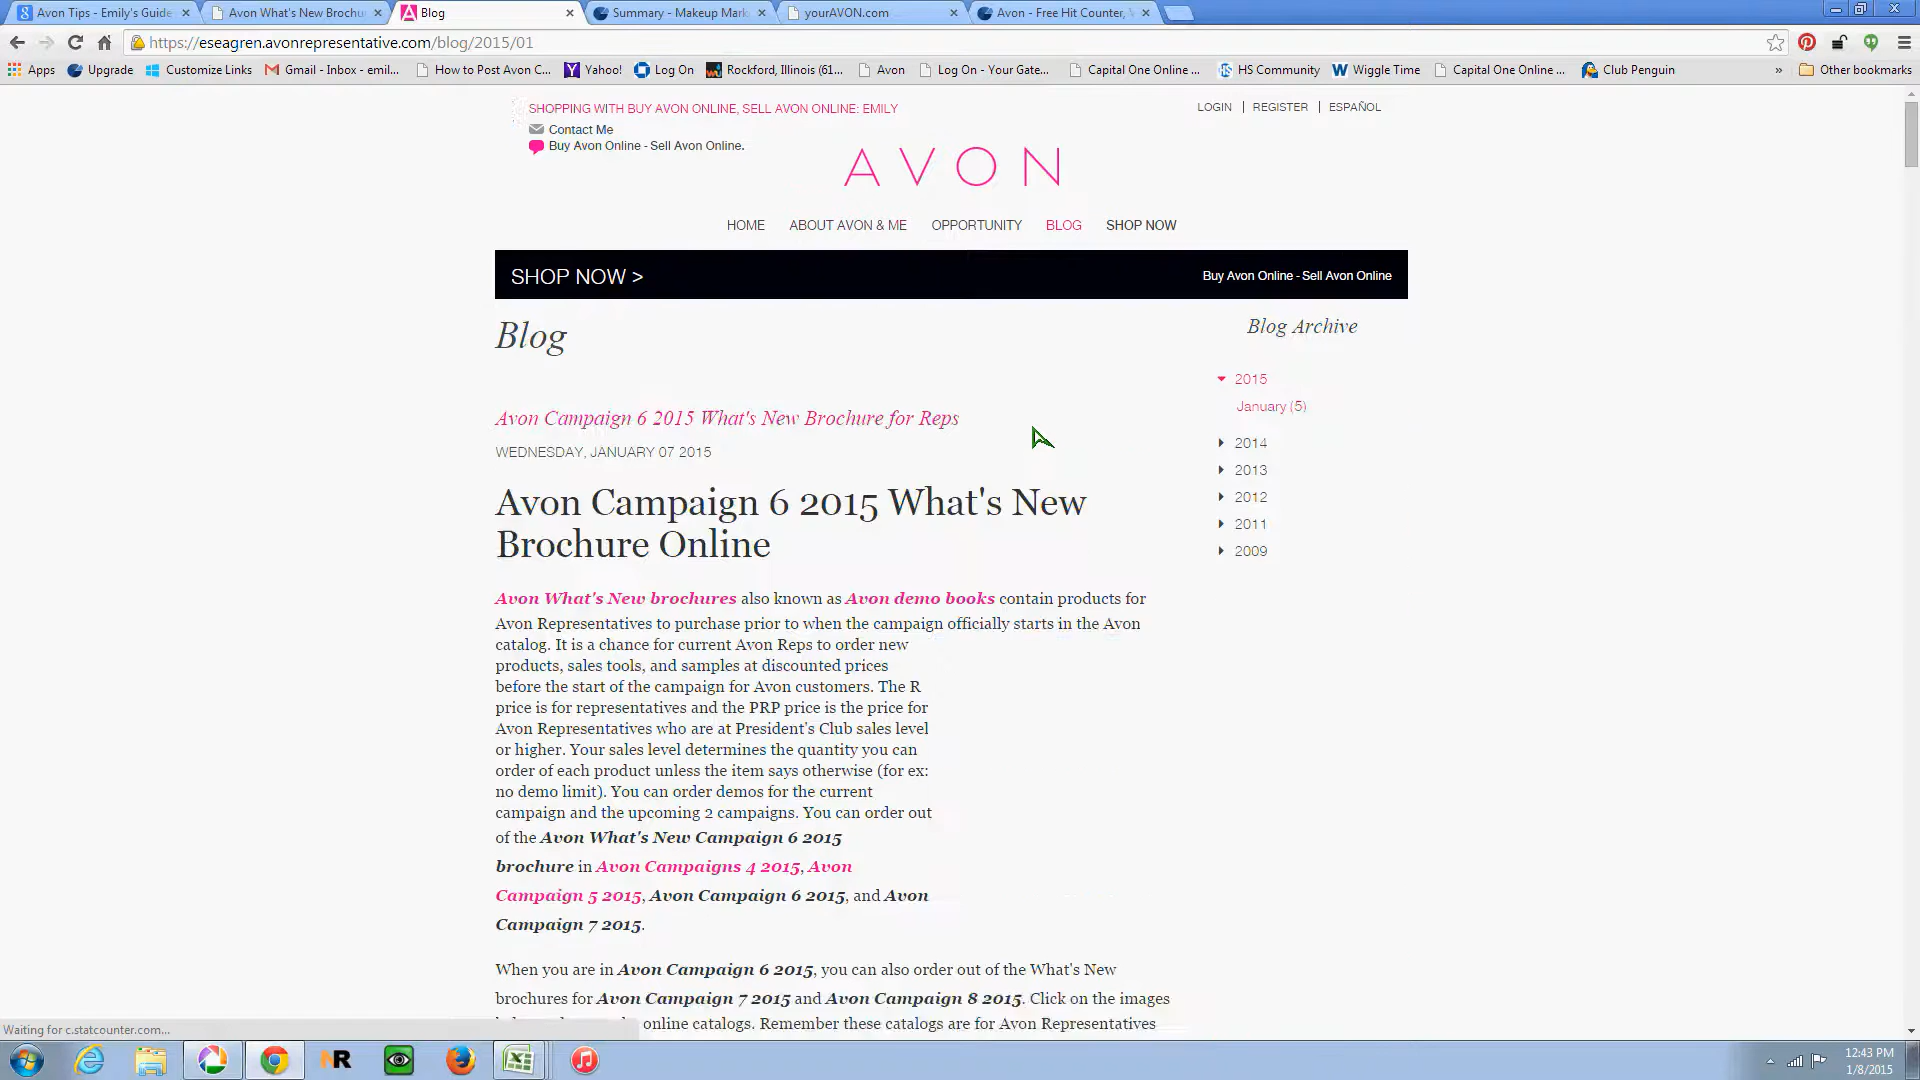 Avon Tips - Emily's Guide
Avon What's New Brochu
Blog
Summary - Makeup Mark
yourAVON.com
Avon - Free Hit Counter, V
https://eseagren.avonrepresentative.com/blog/2015/01
Apps
Upgrade
Customize Links
Gmail - Inbox - emil...
How to Post Avon C...
Yahoo!
Log On
Rockford, Illinois (61...
Avon
Log On - Your Gate...
Capital One Online ...
HS Community
Wiggle Time
Capital One Online ...
Club Penguin
»
Other bookmarks
SHOPPING WITH BUY AVON ONLINE, SELL AVON ONLINE: EMILY
LOGIN | REGISTER | ESPAÑOL
Contact Me
Buy Avon Online - Sell Avon Online.
AVON
HOME ABOUT AVON & ME OPPORTUNITY BLOG SHOP NOW
SHOP NOW >
Buy Avon Online - Sell Avon Online
Blog
Blog Archive
2015
January (5)
2014
2013
2012
2011
2009
Avon Campaign 6 2015 What's New Brochure for Reps
WEDNESDAY, JANUARY 07 2015
Avon Campaign 6 2015 What's New
Brochure Online
Avon What's New brochures also known as Avon demo books contain products for
Avon Representatives to purchase prior to when the campaign officially starts in the Avon
catalog. It is a chance for current Avon Reps to order new
products, sales tools, and samples at discounted prices
before the start of the campaign for Avon customers. The R
price is for representatives and the PRP price is the price for
Avon Representatives who are at President's Club sales level
or higher. Your sales level determines the quantity you can
order of each product unless the item says otherwise (for ex:
no demo limit). You can order demos for the current
campaign and the upcoming 2 campaigns. You can order out
of the Avon What's New Campaign 6 2015
brochure in Avon Campaigns 4 2015, Avon
Campaign 5 2015, Avon Campaign 6 2015, and Avon
Campaign 7 2015.
When you are in Avon Campaign 6 2015, you can also order out of the What's New
brochures for Avon Campaign 7 2015 and Avon Campaign 8 2015. Click on the images
online catalogs. Remember these catalogs are for Avon Representatives
Waiting for c.statcounter.com...
12:43 PM
1/8/2015